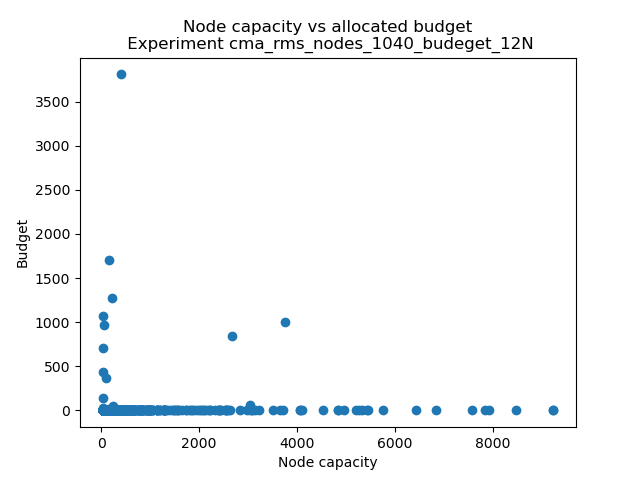 Node capacity vs allocated budget
Experiment cma_rms_nodes_1040_budeget_12N
3500
3000
2500
2000
1500
1000
500
0
Budget
0 2000 4000 6000 8000
Node capacity